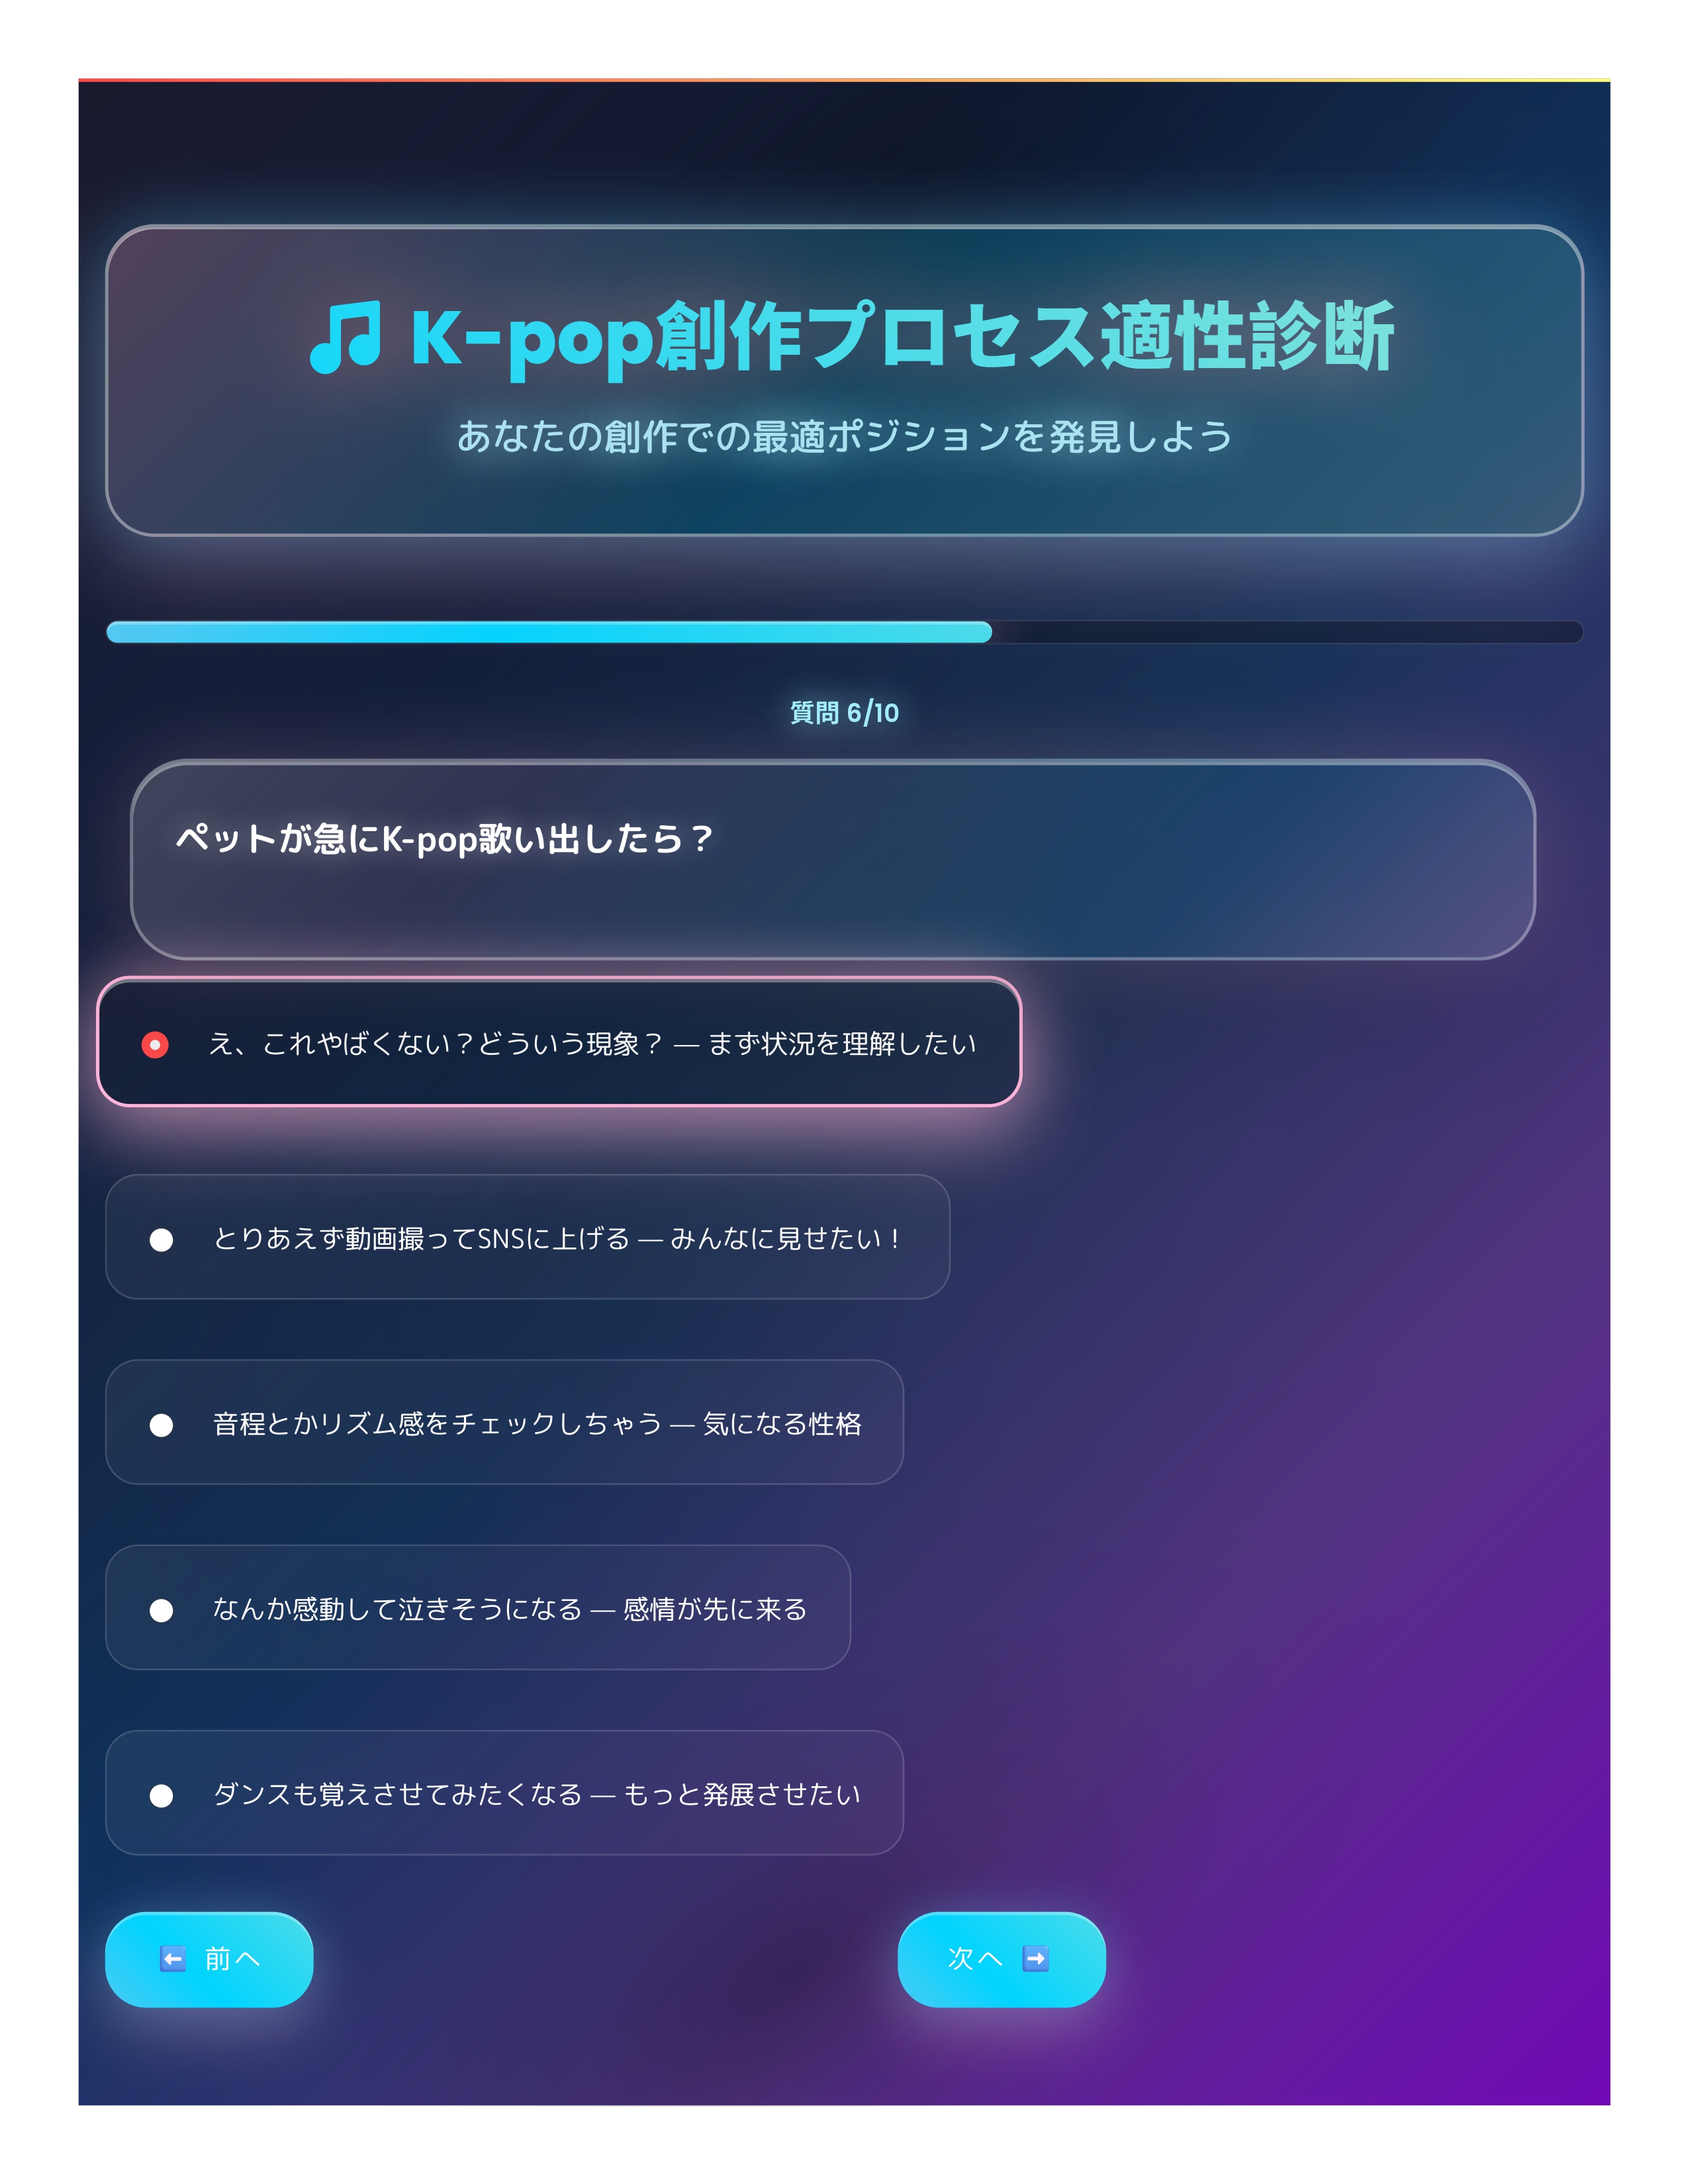 🎵 K-pop創作プロセス適性診断
あなたの創作での最適ポジションを発見しよう
質問 6/10
ペットが急にK-pop歌い出したら？
え、これやばくない？どういう現象？ — まず状況を理解したい
とりあえず動画撮ってSNSに上げる — みんなに見せたい！
音程とかリズム感をチェックしちゃう — 気になる性格
なんか感動して泣きそうになる — 感情が先に来る
ダンスも覚えさせてみたくなる — もっと発展させたい
⬅️ 前へ
次へ ➡️